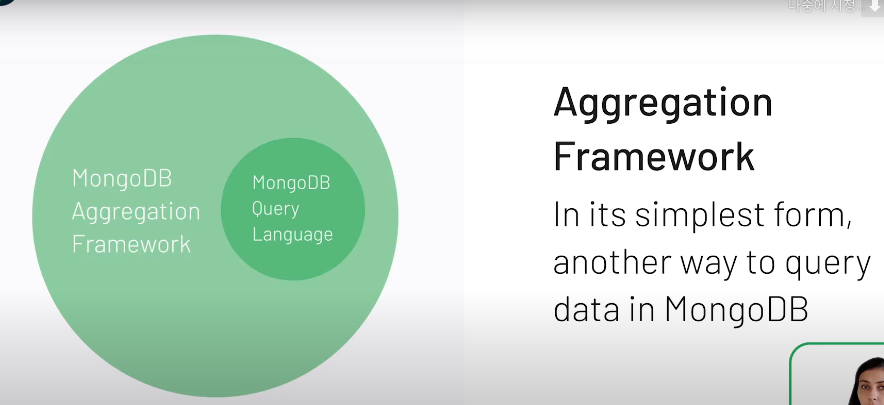 나중에 시청...
MongoDB
Aggregation
Framework
MongoDB
Query
Language
Aggregation
Framework
In its simplest form,
another way to query
data in MongoDB